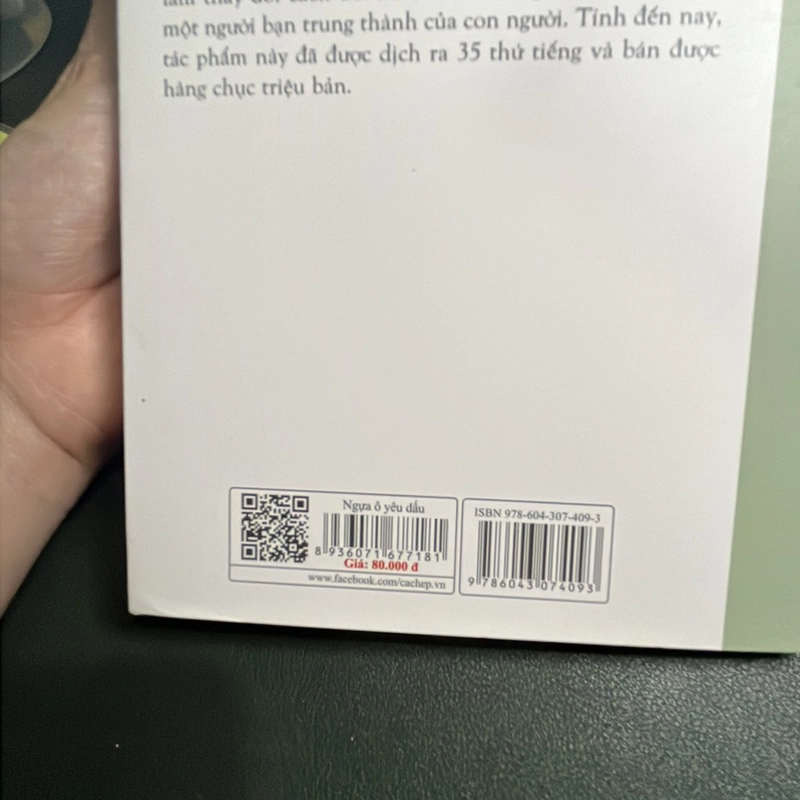 một người bạn trung thành của con người. Tính đến nay,
tác phẩm này đã được dịch ra 35 thứ tiếng và bán được
hàng chục triệu bản.
Ngựa ô yêu dấu
8 936071 677181
Giá: 80.000 đ
www.facebook.com/cachep.vn
ISBN 978-604-307-409-3
9 786043 074093